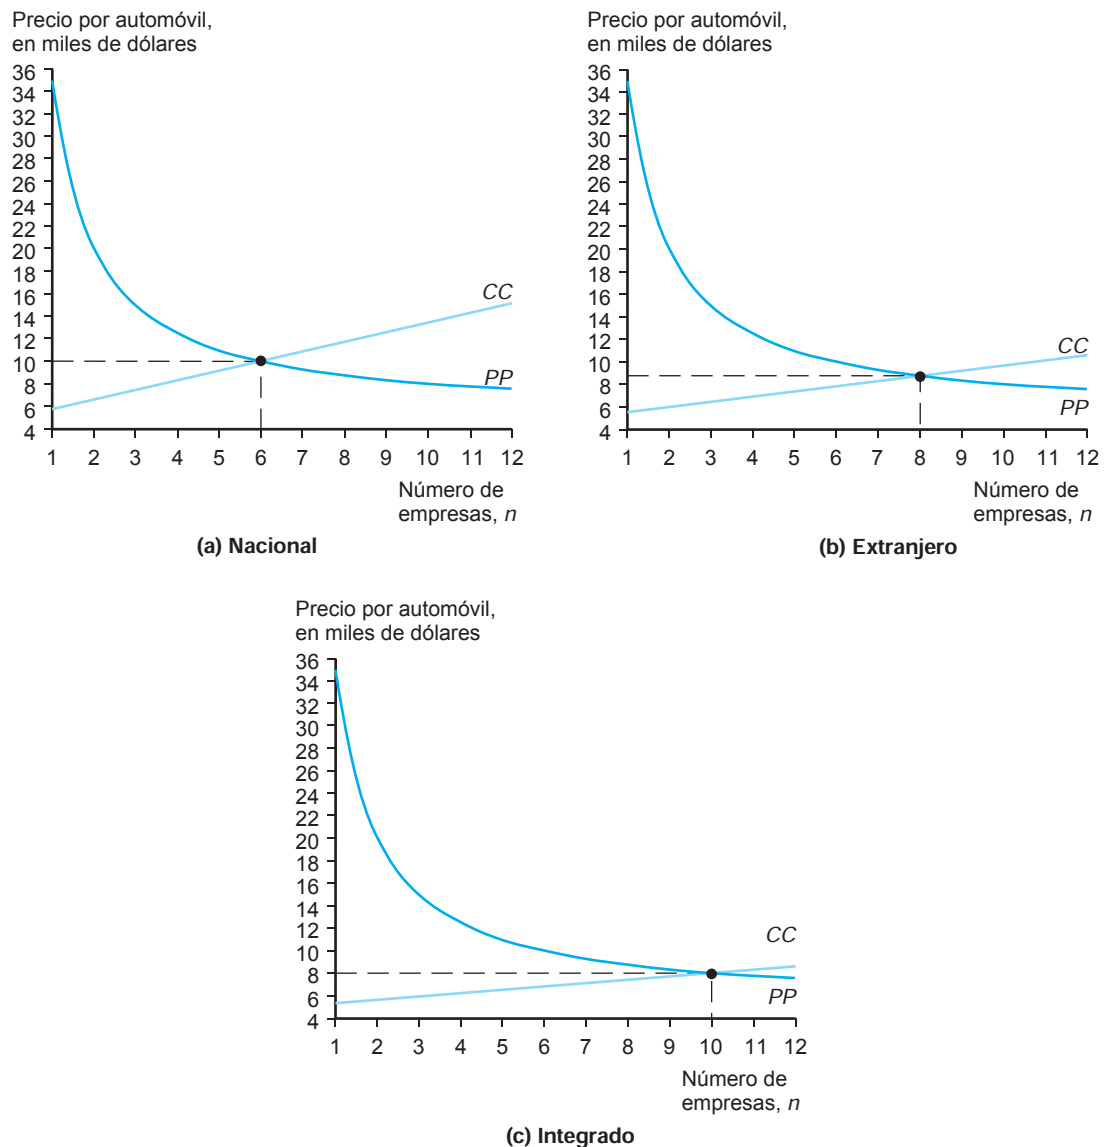 Precio por automóvil,
en miles de dólares
36
34
32
30
28
26
24
22
20
18
16
14
12
10
8
6
4
CC
PP
1 2 3 4 5 6 7 8 9 10 11 12
Número de
empresas, n
(a) Nacional
Precio por automóvil,
en miles de dólares
36
34
32
30
28
26
24
22
20
18
16
14
12
10
8
6
4
CC
PP
1 2 3 4 5 6 7 8 9 10 11 12
Número de
empresas, n
(b) Extranjero
Precio por automóvil,
en miles de dólares
36
34
32
30
28
26
24
22
20
18
16
14
12
10
8
6
4
CC
PP
1 2 3 4 5 6 7 8 9 10 11 12
Número de
empresas, n
(c) Integrado